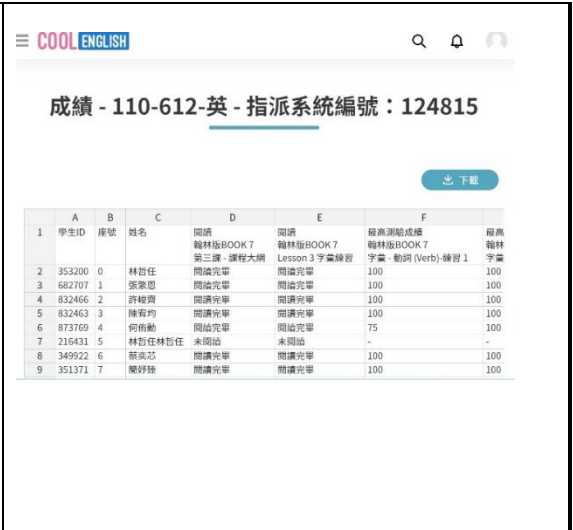 COOL ENGLISH
成績 - 110-612-英 - 指派系統編號：124815
下載
A B C D E F
1 學生ID 座號 姓名 閱讀 閱讀 最高測驗成績 最高
翰林版BOOK 7 翰林版BOOK 7 翰林版BOOK 7 翰林
第三課 - 課程大綱 Lesson 3 字彙練習 字彙 - 動詞 (Verb)-練習 1 字彙
2 353200 0 林哲任 閱讀完畢 閱讀完畢 100 100
3 682707 1 張縈恩 閱讀完畢 閱讀完畢 100 100
4 832466 2 許峻齊 閱讀完畢 閱讀完畢 100 100
5 832463 3 陳宥均 閱讀完畢 閱讀完畢 100 100
6 873769 4 何侑勳 閱讀完畢 閱讀完畢 75 100
7 216431 5 林哲任林哲任 未閱讀 未閱讀 - -
8 349922 6 蔡奕芯 閱讀完畢 閱讀完畢 100 100
9 351371 7 簡妤臻 閱讀完畢 閱讀完畢 100 100